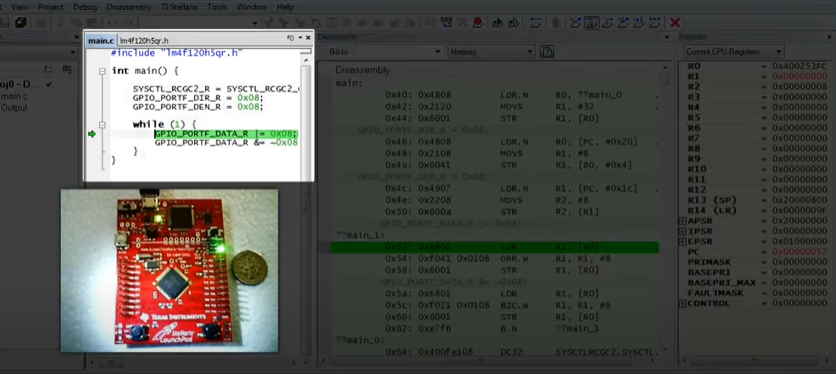 View Project Debug Disassembly TI Stellaris Tools Window Help
main.c lm4f120h5qr.h f0
#include "lm4f120h5qr.h"
int main() {
SYSCTL_RCGC2_R = SYSCTL_RCGC2_
GPIO_PORTF_DIR_R = 0x08;
GPIO_PORTF_DEN_R = 0x08;
while (1) {
GPIO_PORTF_DATA_R |= 0x08;
GPIO_PORTF_DATA_R &= ~0x08
}
}
main.c
Output
TEXAS INSTRUMENTS
Stellaris
LaunchPad
Disassembly
Go to Memory
Disassembly
main:
0x40: 0x4808 LDR.N R0, ??main_0
0x42: 0x2120 MOVS R1, #32
0x44: 0x6001 STR R1, [R0]
GPIO_PORTF_DIR_R = 0x08;
0x46: 0x4808 LDR.N R0, [PC, #0x20]
0x48: 0x2108 MOVS R1, #8
0x4a: 0x6041 STR R1, [R0, #0x4]
GPIO_PORTF_DEN_R = 0x08;
0x4c: 0x4907 LDR.N R1, [PC, #0x1c]
0x4e: 0x2208 MOVS R2, #8
0x50: 0x600a STR R2, [R1]
GPIO_PORTF_DATA_R |= 0x08;
??main_1:
0x52: 0x6801 LDR R1, [R0]
0x54: 0xf041 0x0108 ORR.W R1, R1, #8
0x58: 0x6001 STR R1, [R0]
GPIO_PORTF_DATA_R &= ~0x08;
0x5a: 0x6801 LDR R1, [R0]
0x5c: 0xf021 0x0108 BIC.W R1, R1, #8
0x60: 0x6001 STR R1, [R0]
0x62: 0xe7f6 B.N ??main_1
??main_0:
0x64: 0x400fe108 DC32 SYSCTL_RCGC2_R
Register
Current CPU Registers
R0 = 0x400253FC
R1 = 0x00000000
R2 = 0x00000008
R3 = 0x00000000
R4 = 0x00000000
R5 = 0x00000000
R6 = 0x00000000
R7 = 0x00000000
R8 = 0x00000000
R9 = 0x00000000
R10 = 0x00000000
R11 = 0x00000000
R12 = 0x00000000
R13 (SP) = 0x20000800
R14 (LR) =
APSR = 0x00000000
IPSR = 0x00000000
EPSR = 0x01000000
PC = 0x00000052
PRIMASK = 0x00000000
BASEPRI = 0x00000000
BASEPRI_MAX = 0x00000000
FAULTMASK = 0x00000000
CONTROL = 0x00000000